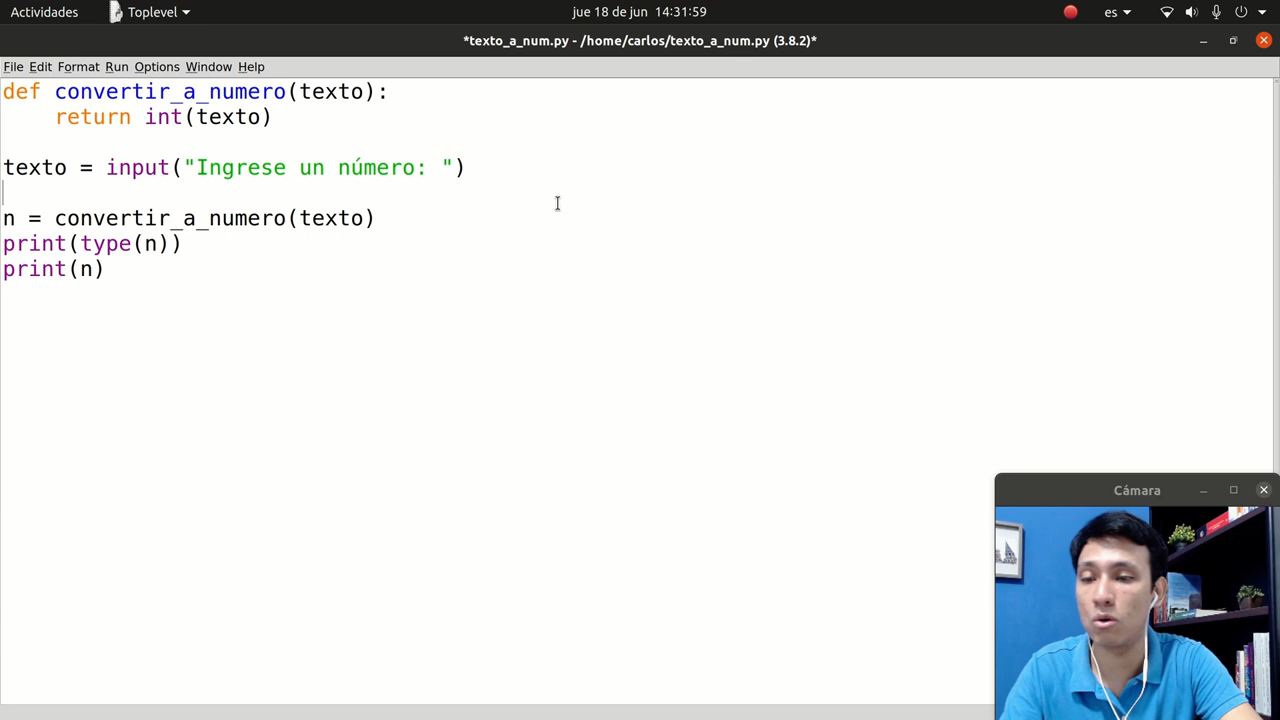 Actividades
Toplevel
jue 18 de jun 14:31:59
es
*texto_a_num.py - /home/carlos/texto_a_num.py (3.8.2)*
File Edit Format Run Options Window Help
def convertir_a_numero(texto):
    return int(texto)
texto = input("Ingrese un número: ")
n = convertir_a_numero(texto)
print(type(n))
print(n)
Cámara